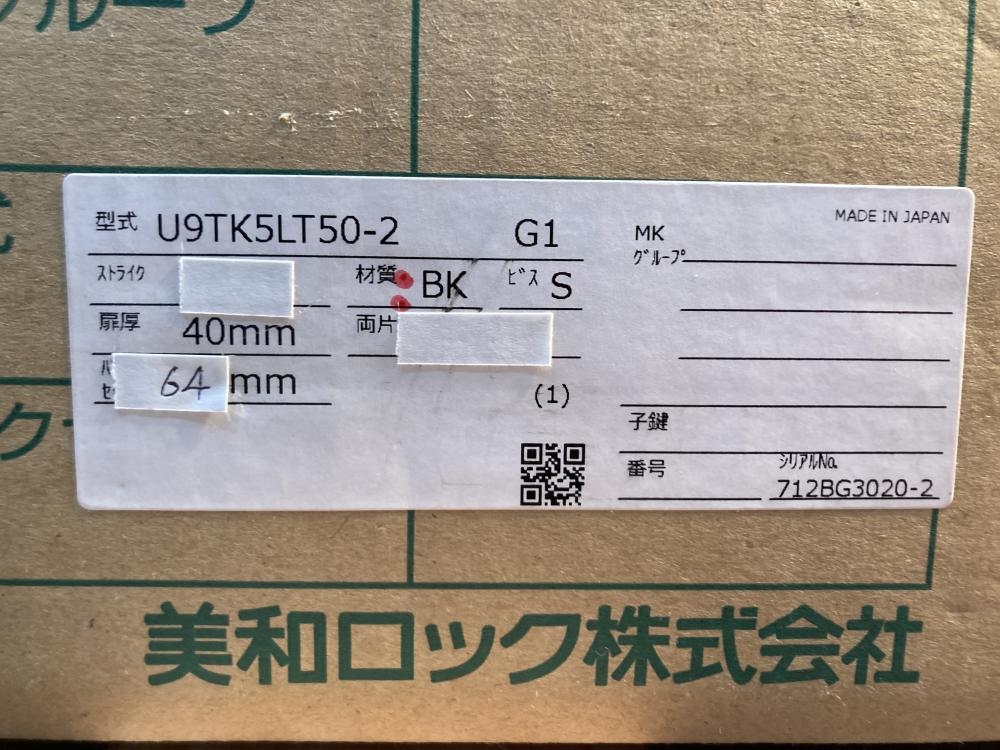 ループ
型式 U9TK5LT50-2 G1
MADE IN JAPAN
MK
グループ
ストライク
材質 BK ビス S
扉厚 40mm
両片
64 mm
(1)
子鍵
番号
シリアルNo.
712BG3020-2
美和ロック株式会社